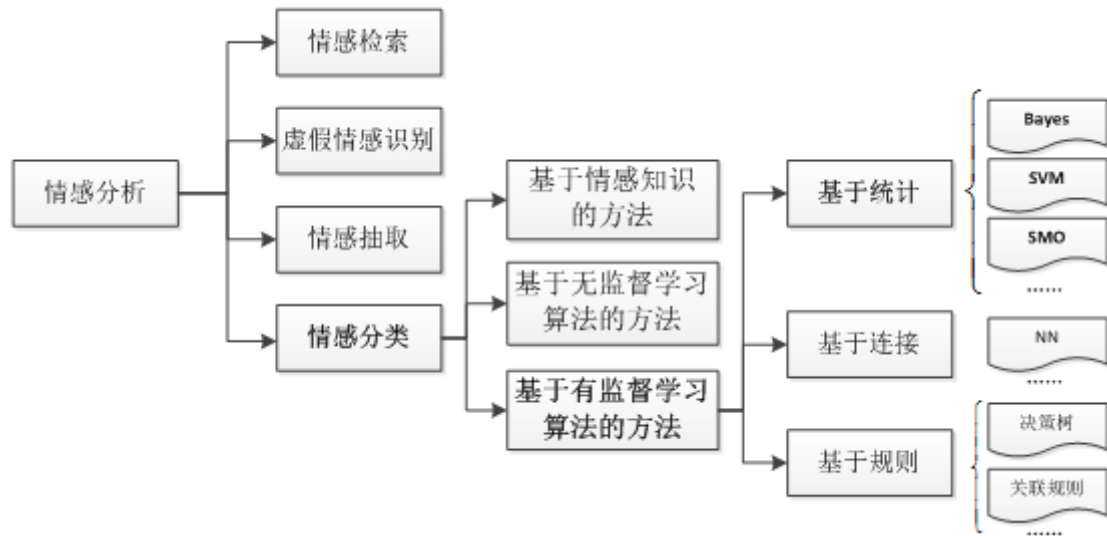 情感分析
情感检索
虚假情感识别
情感抽取
情感分类
基于情感知识
的方法
基于无监督学习
算法的方法
基于有监督学习
算法的方法
基于统计
Bayes
SVM
SMO
......
基于连接
NN
......
基于规则
决策树
关联规则
......